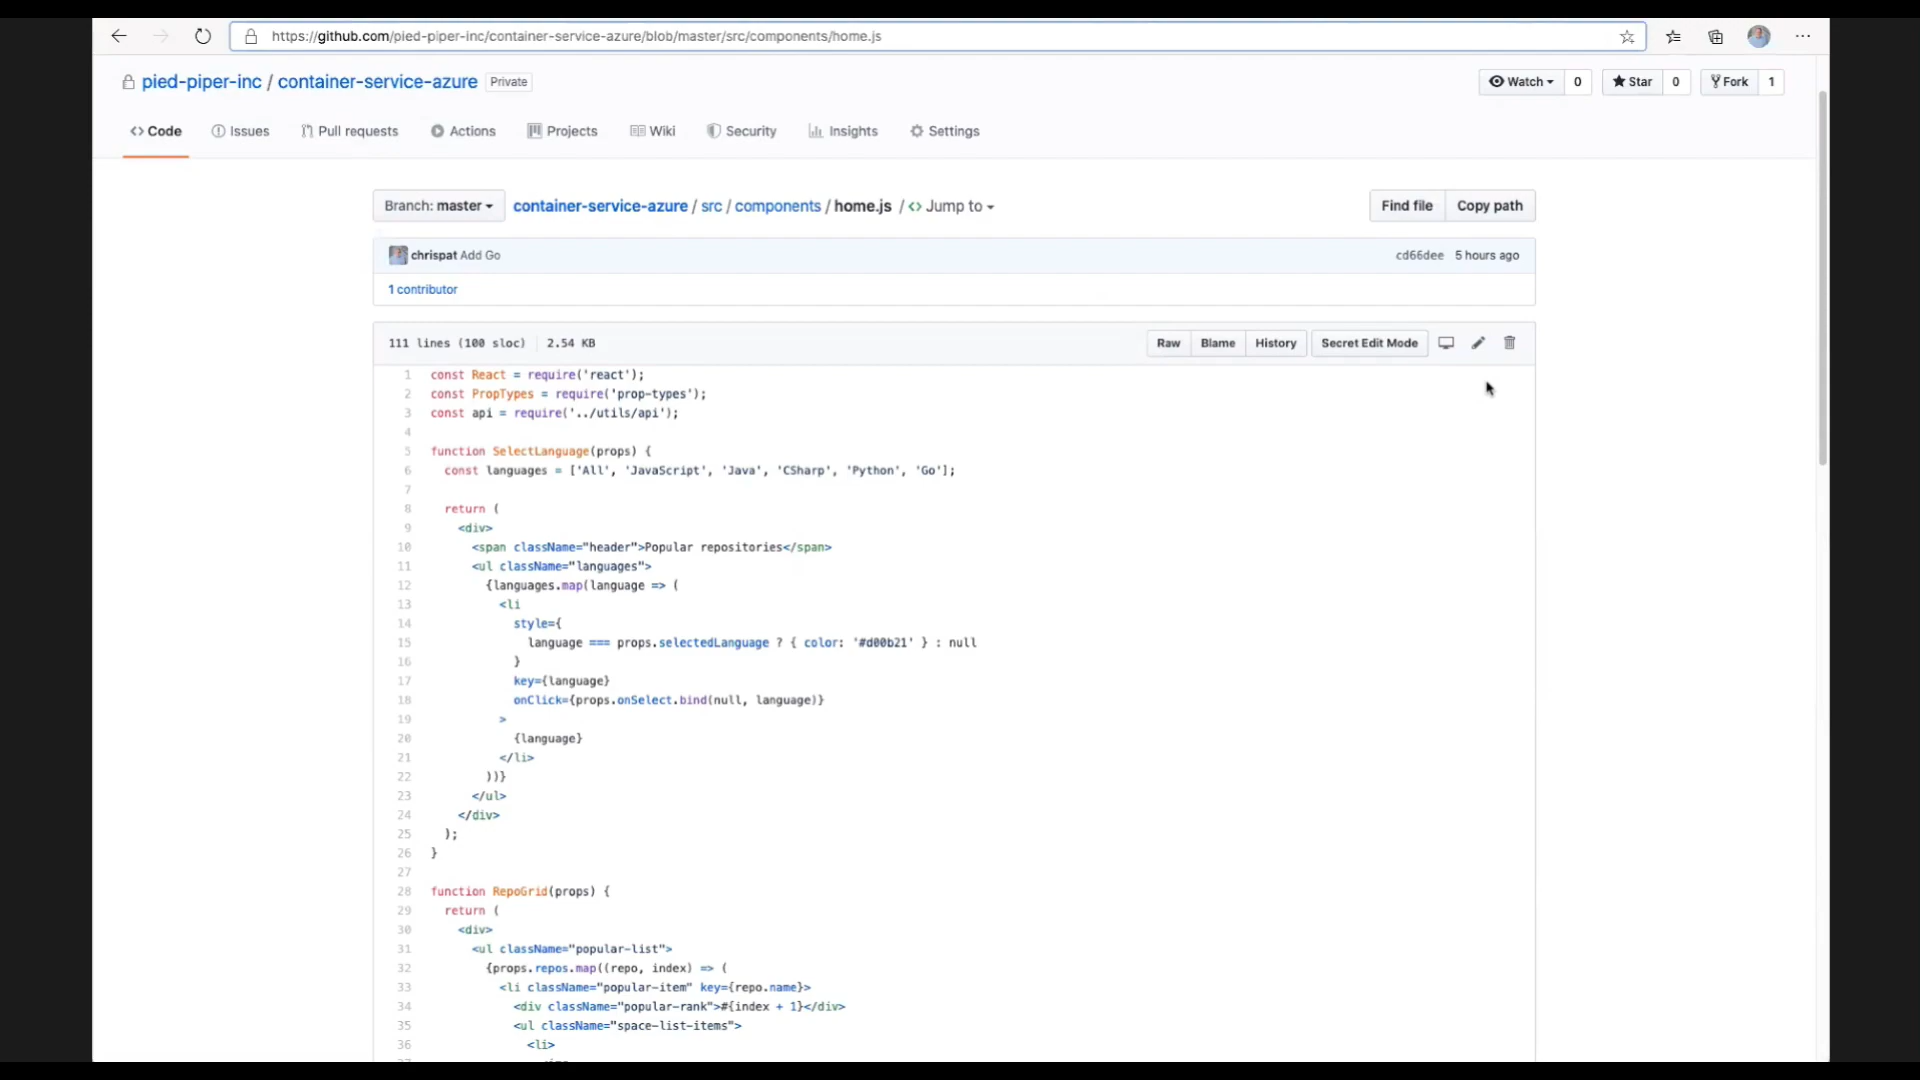 https://github.com/pied-piper-inc/container-service-azure/blob/master/src/components/home.js
pied-piper-inc / container-service-azure Private
Watch 0 Star 0 Fork 1
Code Issues Pull requests Actions Projects Wiki Security Insights Settings
Branch: master container-service-azure / src / components / home.js / <> Jump to
Find file Copy path
chrispat Add Go cd66dee 5 hours ago
1 contributor
111 lines (100 sloc) 2.54 KB Raw Blame History Secret Edit Mode
1 const React = require('react');
2 const PropTypes = require('prop-types');
3 const api = require('../utils/api');
4
5 function SelectLanguage(props) {
6 const languages = ['All', 'JavaScript', 'Java', 'CSharp', 'Python', 'Go'];
7
8 return (
9 <div>
10 <span className="header">Popular repositories</span>
11 <ul className="languages">
12 {languages.map(language => (
13 <li
14 style={
15 language === props.selectedLanguage ? { color: '#d00b21' } : null
16 }
17 key={language}
18 onClick={props.onSelect.bind(null, language)}
19 >
20 {language}
21 </li>
22 ))}
23 </ul>
24 </div>
25 );
26 }
27
28 function RepoGrid(props) {
29 return (
30 <div>
31 <ul className="popular-list">
32 {props.repos.map((repo, index) => (
33 <li className="popular-item" key={repo.name}>
34 <div className="popular-rank">#{index + 1}</div>
35 <ul className="space-list-items">
36 <li>